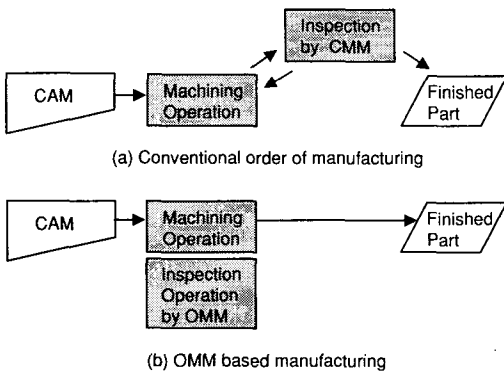 Inspection
by CMM
CAM
Machining
Operation
Finished
Part
(a) Conventional order of manufacturing
CAM
Machining
Operation
Finished
Part
Inspection
Operation
by OMM
(b) OMM based manufacturing